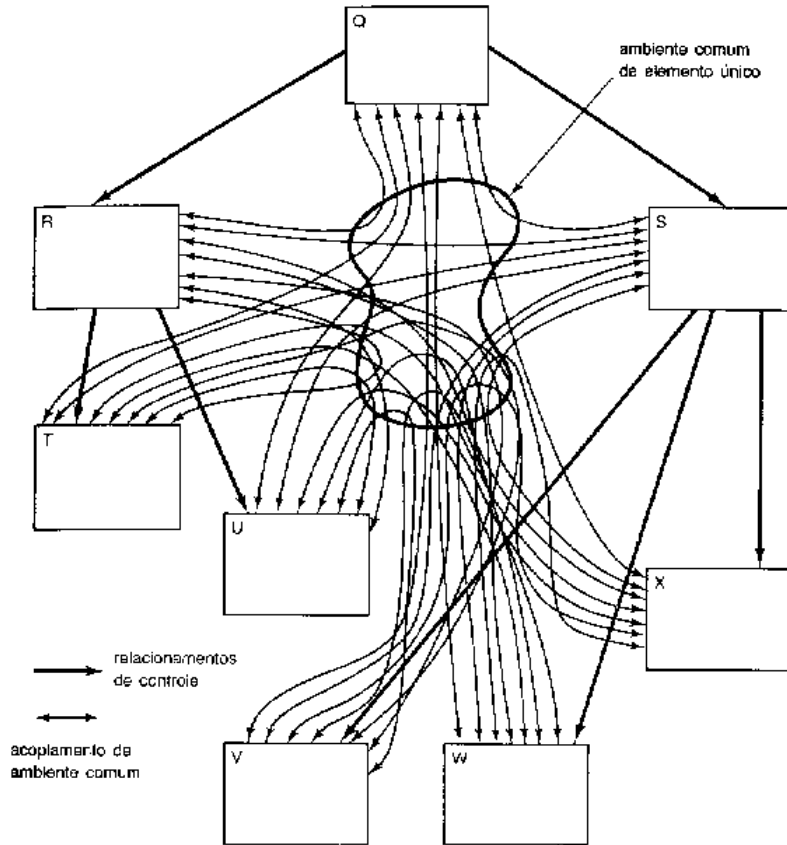 Q
ambiente comum
de elemento único
R
S
T
U
X
relacionamentos
de controle
acoplamento de
ambiente comum
V
W